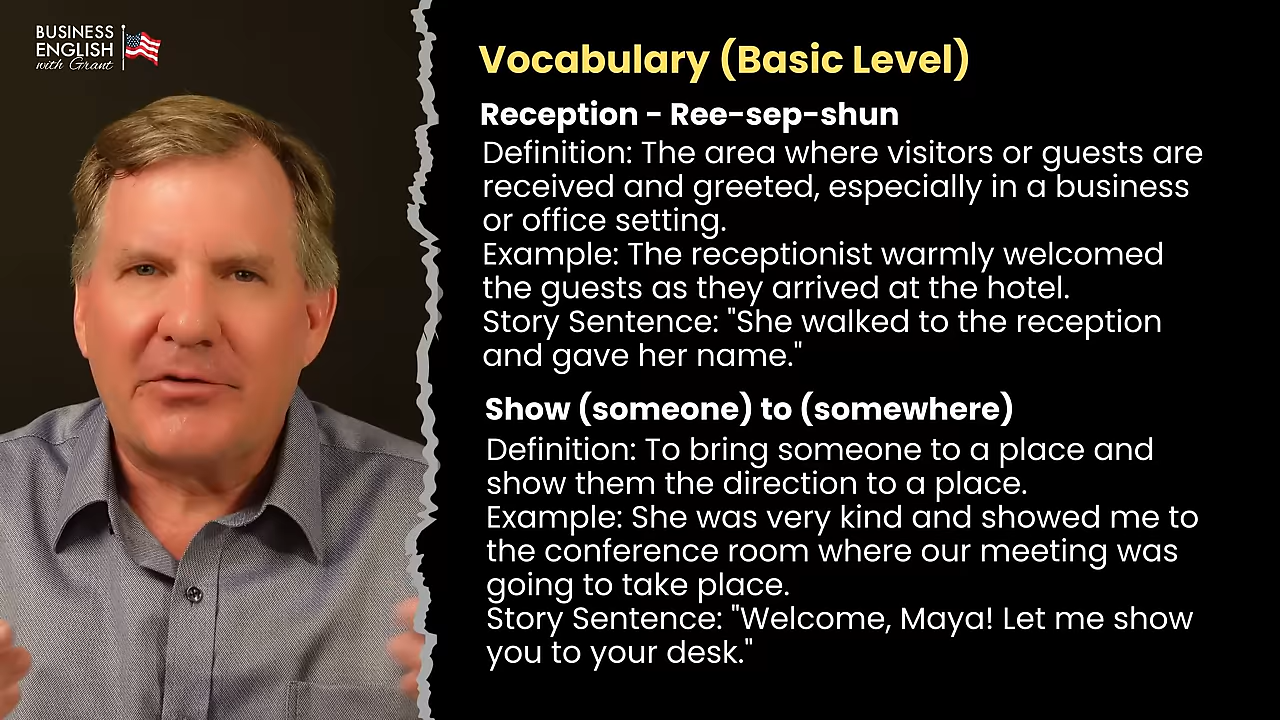 BUSINESS
ENGLISH
with Grant
Vocabulary (Basic Level)
Reception - Ree-sep-shun
Definition: The area where visitors or guests are
received and greeted, especially in a business
or office setting.
Example: The receptionist warmly welcomed
the guests as they arrived at the hotel.
Story Sentence: "She walked to the reception
and gave her name."
Show (someone) to (somewhere)
Definition: To bring someone to a place and
show them the direction to a place.
Example: She was very kind and showed me to
the conference room where our meeting was
going to take place.
Story Sentence: "Welcome, Maya! Let me show
you to your desk."